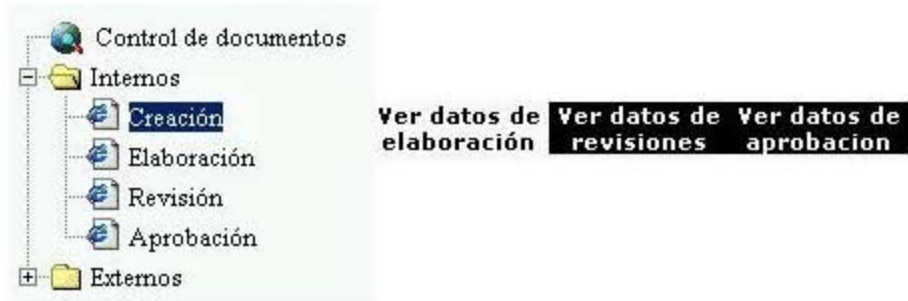 Control de documentos
Internos
Creación
Elaboración
Revisión
Aprobación
Externos
Ver datos de elaboración
Ver datos de revisiones
Ver datos de aprobacion